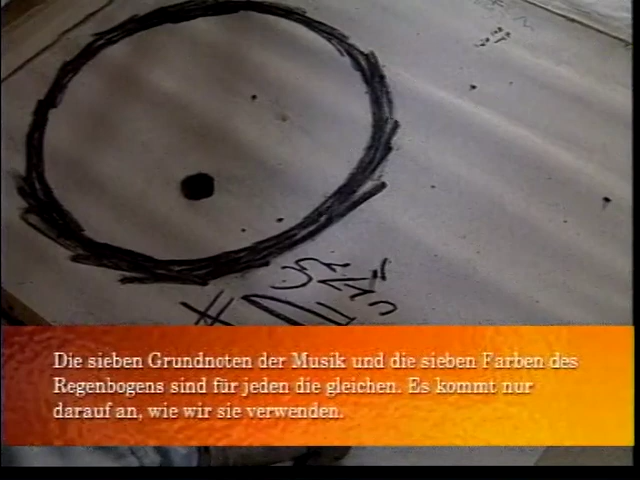 Die sieben Grundnoten der Musik und die sieben Farben des
Regenbogens sind für jeden die gleichen. Es kommt nur
darauf an, wie wir sie verwenden.